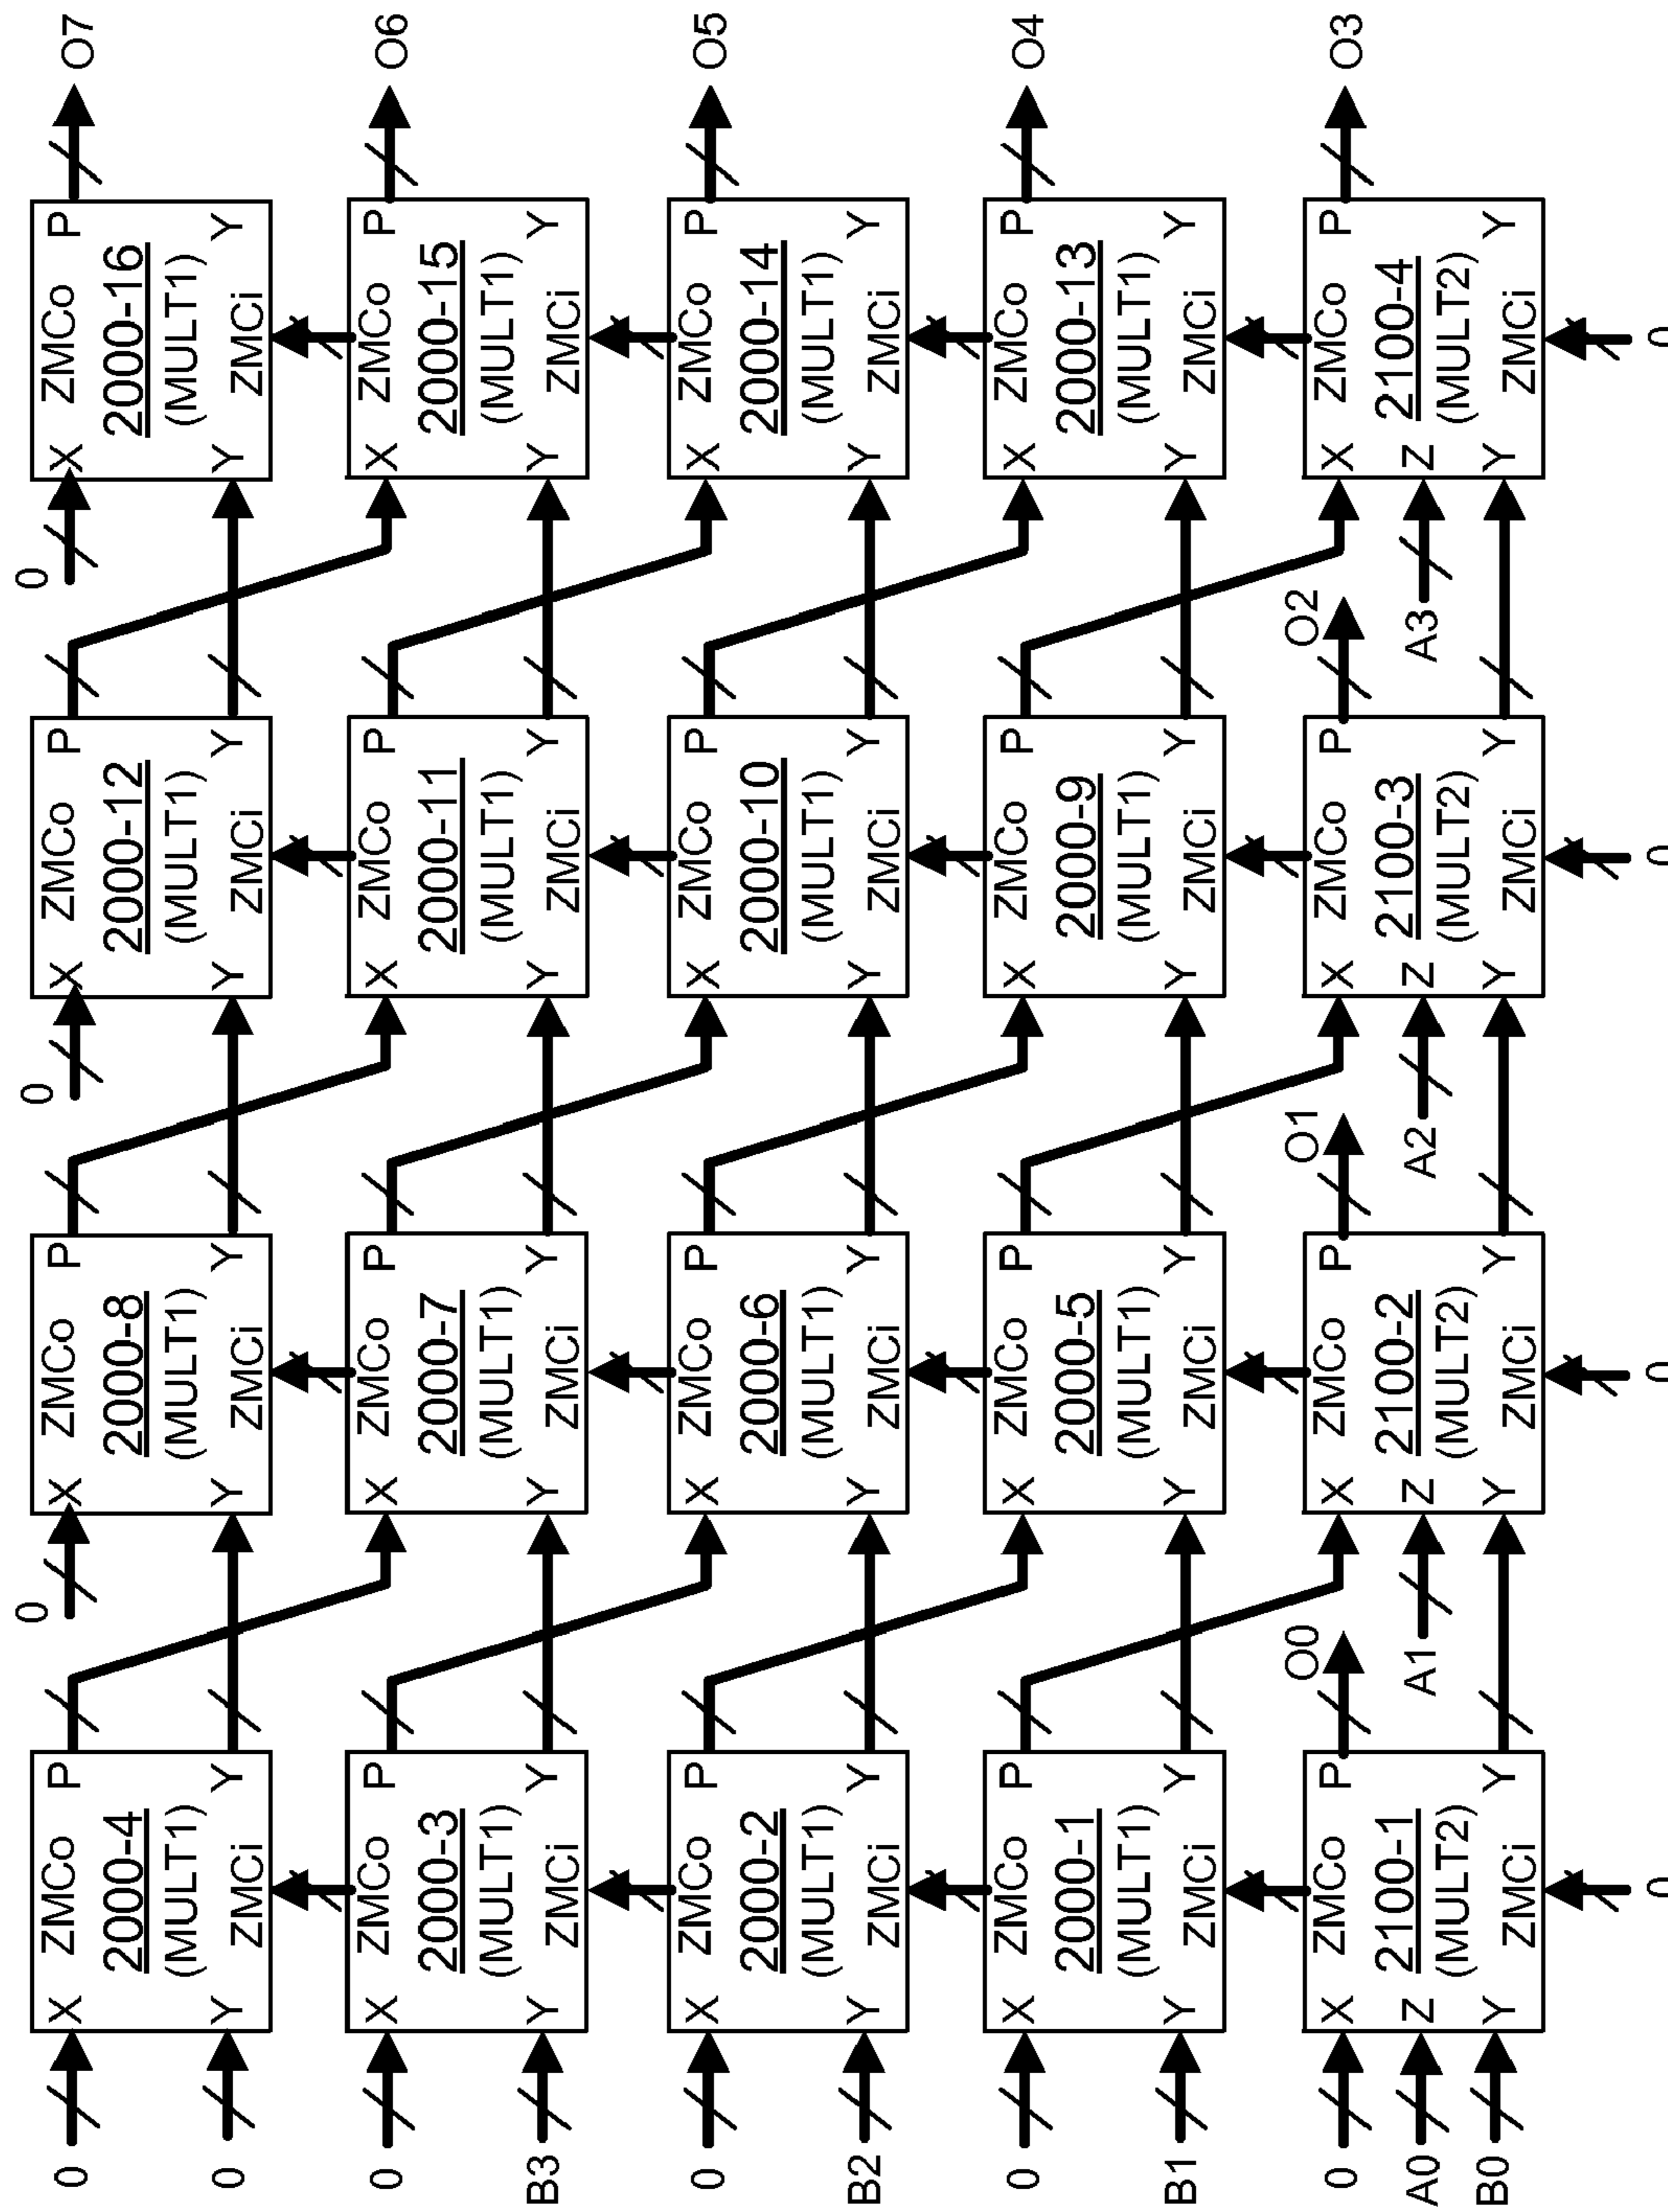 0 0 0
0 X ZMCo P X ZMCo P X ZMCo P X ZMCo P O7
2000-4 2000-8 2000-12 2000-16
(MULT1) (MULT1) (MULT1) (MULT1)
0 Y Y Y Y Y Y Y Y
ZMCi ZMCi ZMCi ZMCi
0 X ZMCo P X ZMCo P X ZMCo P X ZMCo P O6
2000-3 2000-7 2000-11 2000-15
(MULT1) (MULT1) (MULT1) (MULT1)
B3 Y Y Y Y Y Y Y Y
ZMCi ZMCi ZMCi ZMCi
0 X ZMCo P X ZMCo P X ZMCo P X ZMCo P O5
2000-2 2000-6 2000-10 2000-14
(MULT1) (MULT1) (MULT1) (MULT1)
B2 Y Y Y Y Y Y Y Y
ZMCi ZMCi ZMCi ZMCi
0 X ZMCo P X ZMCo P X ZMCo P X ZMCo P O4
2000-1 2000-5 2000-9 2000-13
(MULT1) (MULT1) (MULT1) (MULT1)
B1 Y Y Y Y Y Y Y Y
ZMCi ZMCi ZMCi ZMCi
O0 O1 O2
0 X ZMCo P X ZMCo P X ZMCo P X ZMCo P O3
A0 Z 2100-1 A1 Z 2100-2 A2 Z 2100-3 A3 Z 2100-4
(MULT2) (MULT2) (MULT2) (MULT2)
B0 Y Y Y Y Y Y Y Y
ZMCi ZMCi ZMCi ZMCi
0 0 0 0